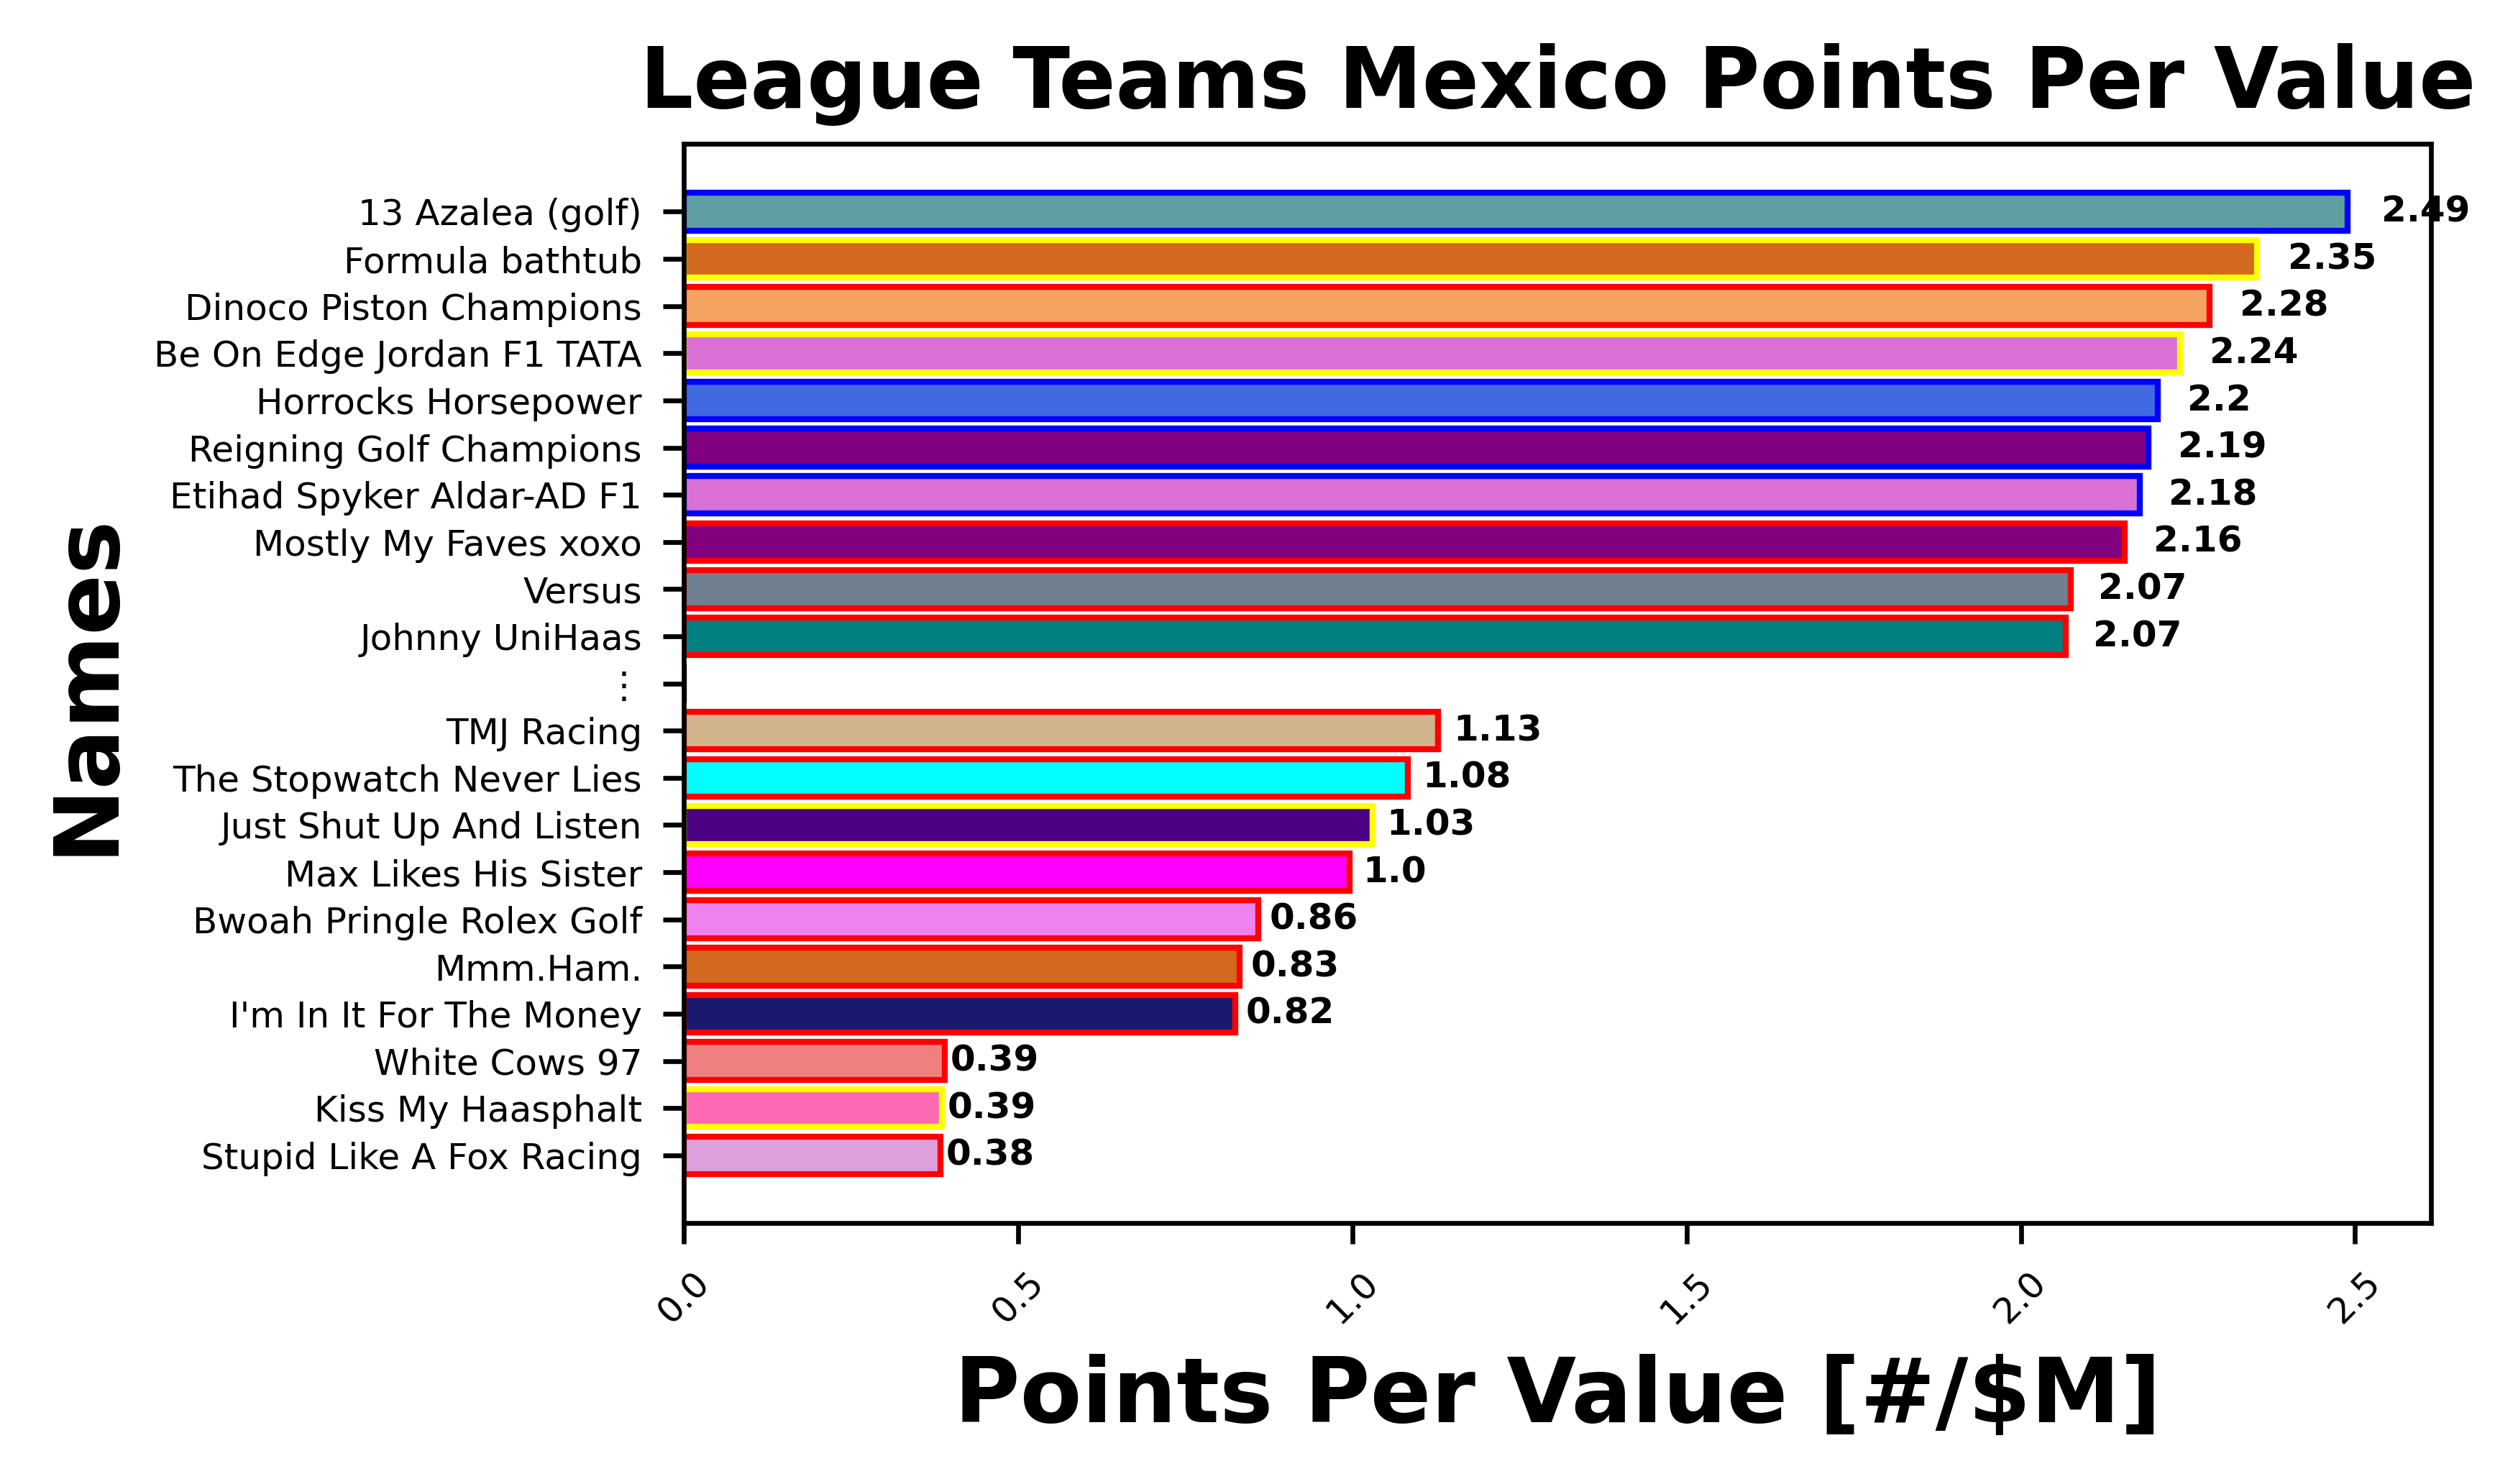 League Teams Mexico Points Per Value
Names
13 Azalea (golf) 2.49
Formula bathtub 2.35
Dinoco Piston Champions 2.28
Be On Edge Jordan F1 TATA 2.24
Horrocks Horsepower 2.2
Reigning Golf Champions 2.19
Etihad Spyker Aldar-AD F1 2.18
Mostly My Faves xoxo 2.16
Versus 2.07
Johnny UniHaas 2.07
⋮
TMJ Racing 1.13
The Stopwatch Never Lies 1.08
Just Shut Up And Listen 1.03
Max Likes His Sister 1.0
Bwoah Pringle Rolex Golf 0.86
Mmm.Ham. 0.83
I'm In It For The Money 0.82
White Cows 97 0.39
Kiss My Haasphalt 0.39
Stupid Like A Fox Racing 0.38
0.0 0.5 1.0 1.5 2.0 2.5
Points Per Value [#/$M]